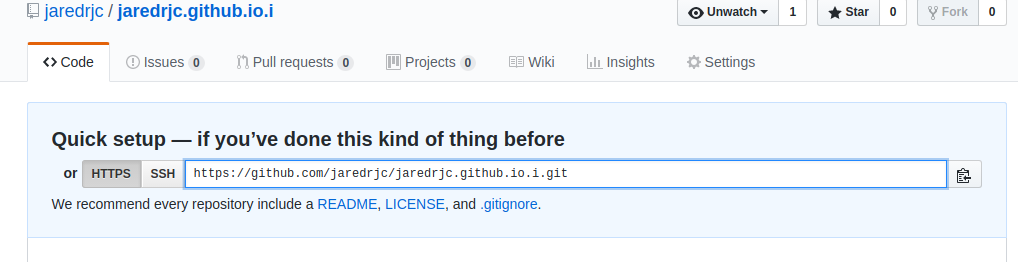 jaredrjc / jaredrjc.github.io.i
Unwatch 1 Star 0 Fork 0
Code Issues 0 Pull requests 0 Projects 0 Wiki Insights Settings
Quick setup — if you’ve done this kind of thing before
or HTTPS SSH https://github.com/jaredrjc/jaredrjc.github.io.i.git
We recommend every repository include a README, LICENSE, and .gitignore.